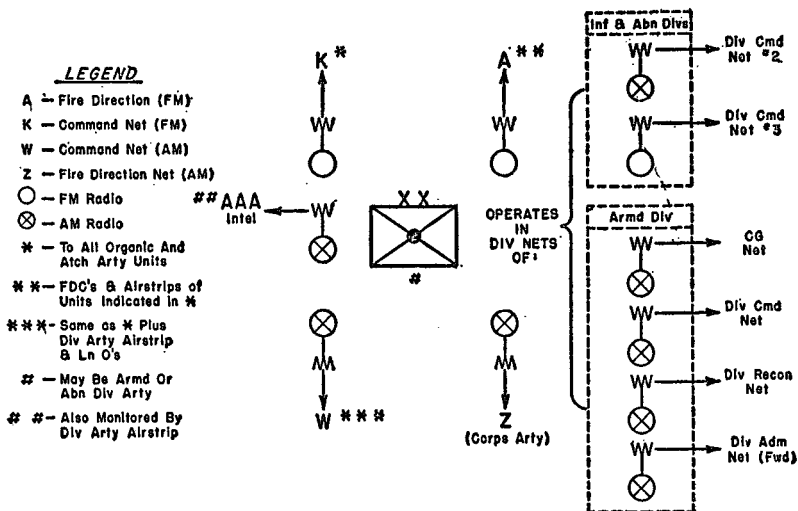 LEGEND
A – Fire Direction (FM)
K – Command Net (FM)
W – Command Net (AM)
Z – Fire Direction Net (AM)
– FM Radio
– AM Radio
* – To All Organic And
Atch Arty Units
** – FDC's & Airstrips of
Units Indicated in *
*** – Same as * Plus
Div Arty Airstrip
& Ln O's
# – May Be Armd Or
Abn Div Arty
# # – Also Monitored By
Div Arty Airstrip
K *
A **
## AAA
Intel
X X
#
W ***
Z
(Corps Arty)
OPERATES
IN
DIV NETS
OF:
Inf & Abn Divs
Div Cmd
Net #2
Div Cmd
Net #3
Armd Div
CG
Net
Div Cmd
Net
Div Recon
Net
Div Adm
Net (Fwd)